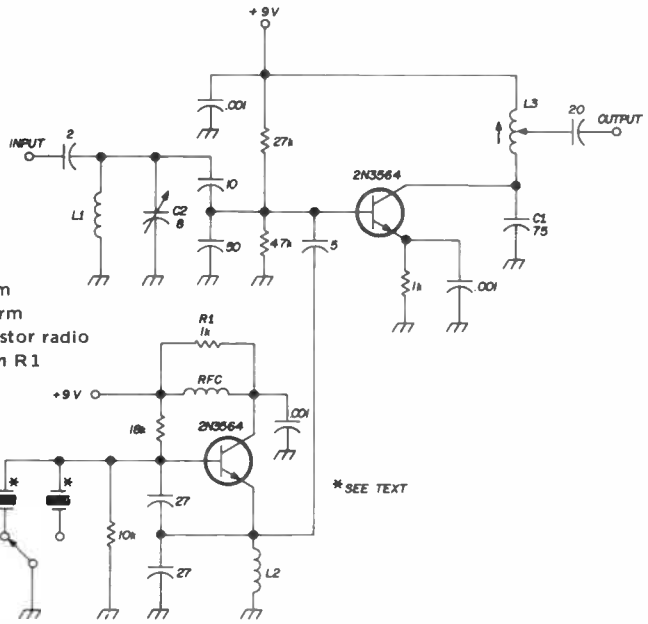 +9V
L3
20
OUTPUT
.001
27k
INPUT
2
10
2N3564
L1
C2
8
50
47k
5
C1
75
1k
.001
m
rm
stor radio
n R1
R1
1k
RFC
+9V
.001
18k
2N3564
*
*
*SEE TEXT
27
10k
27
L2